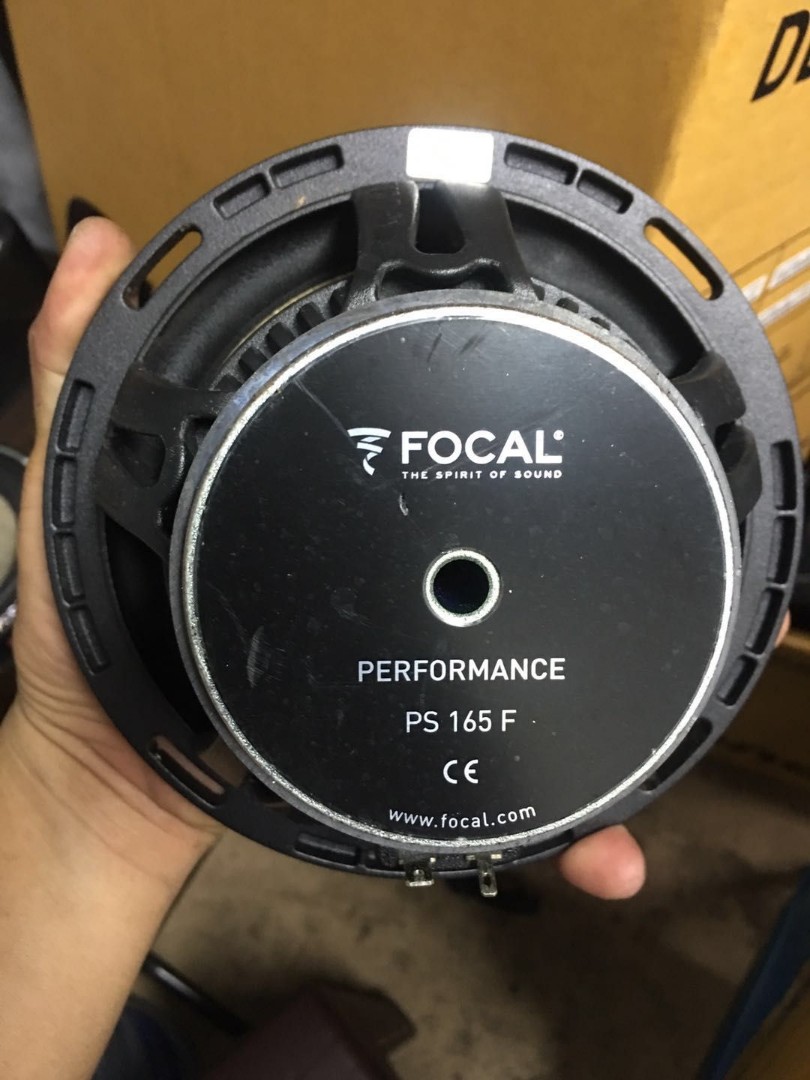 FOCAL®
THE SPIRIT OF SOUND
PERFORMANCE
PS 165 F
CE
www.focal.com